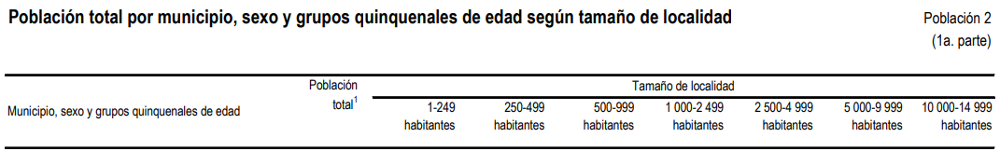 Población total por municipio, sexo y grupos quinquenales de edad según tamaño de localidad
Población 2
(1a. parte)
Municipio, sexo y grupos quinquenales de edad
Población
total1
Tamaño de localidad
1-249 250-499 500-999 1 000-2 499 2 500-4 999 5 000-9 999 10 000-14 999
habitantes habitantes habitantes habitantes habitantes habitantes habitantes